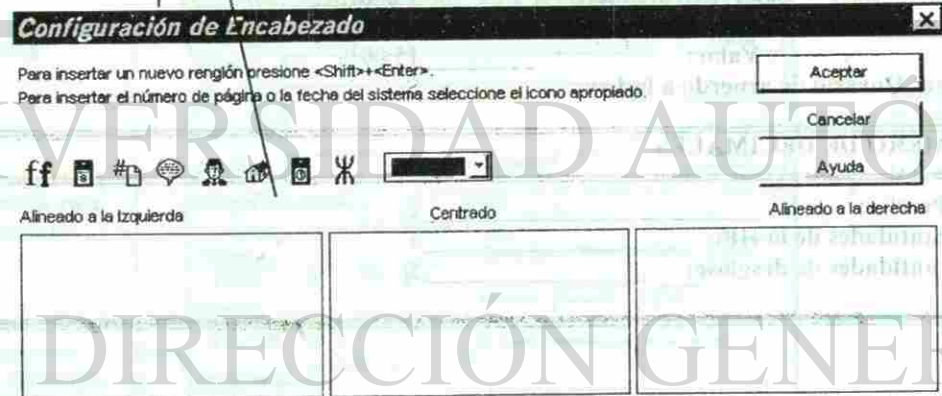 Configuración de Encabezado
Para insertar un nuevo renglón presione <Shift>+<Enter>.
Para insertar el número de página o la fecha del sistema seleccione el icono apropiado.
Aceptar
Cancelar
Ayuda
ff #
Alineado a la Izquierda
Centrado
Alineado a la derecha
VERSIDAD AUTO
DIRECCIÓN GENER